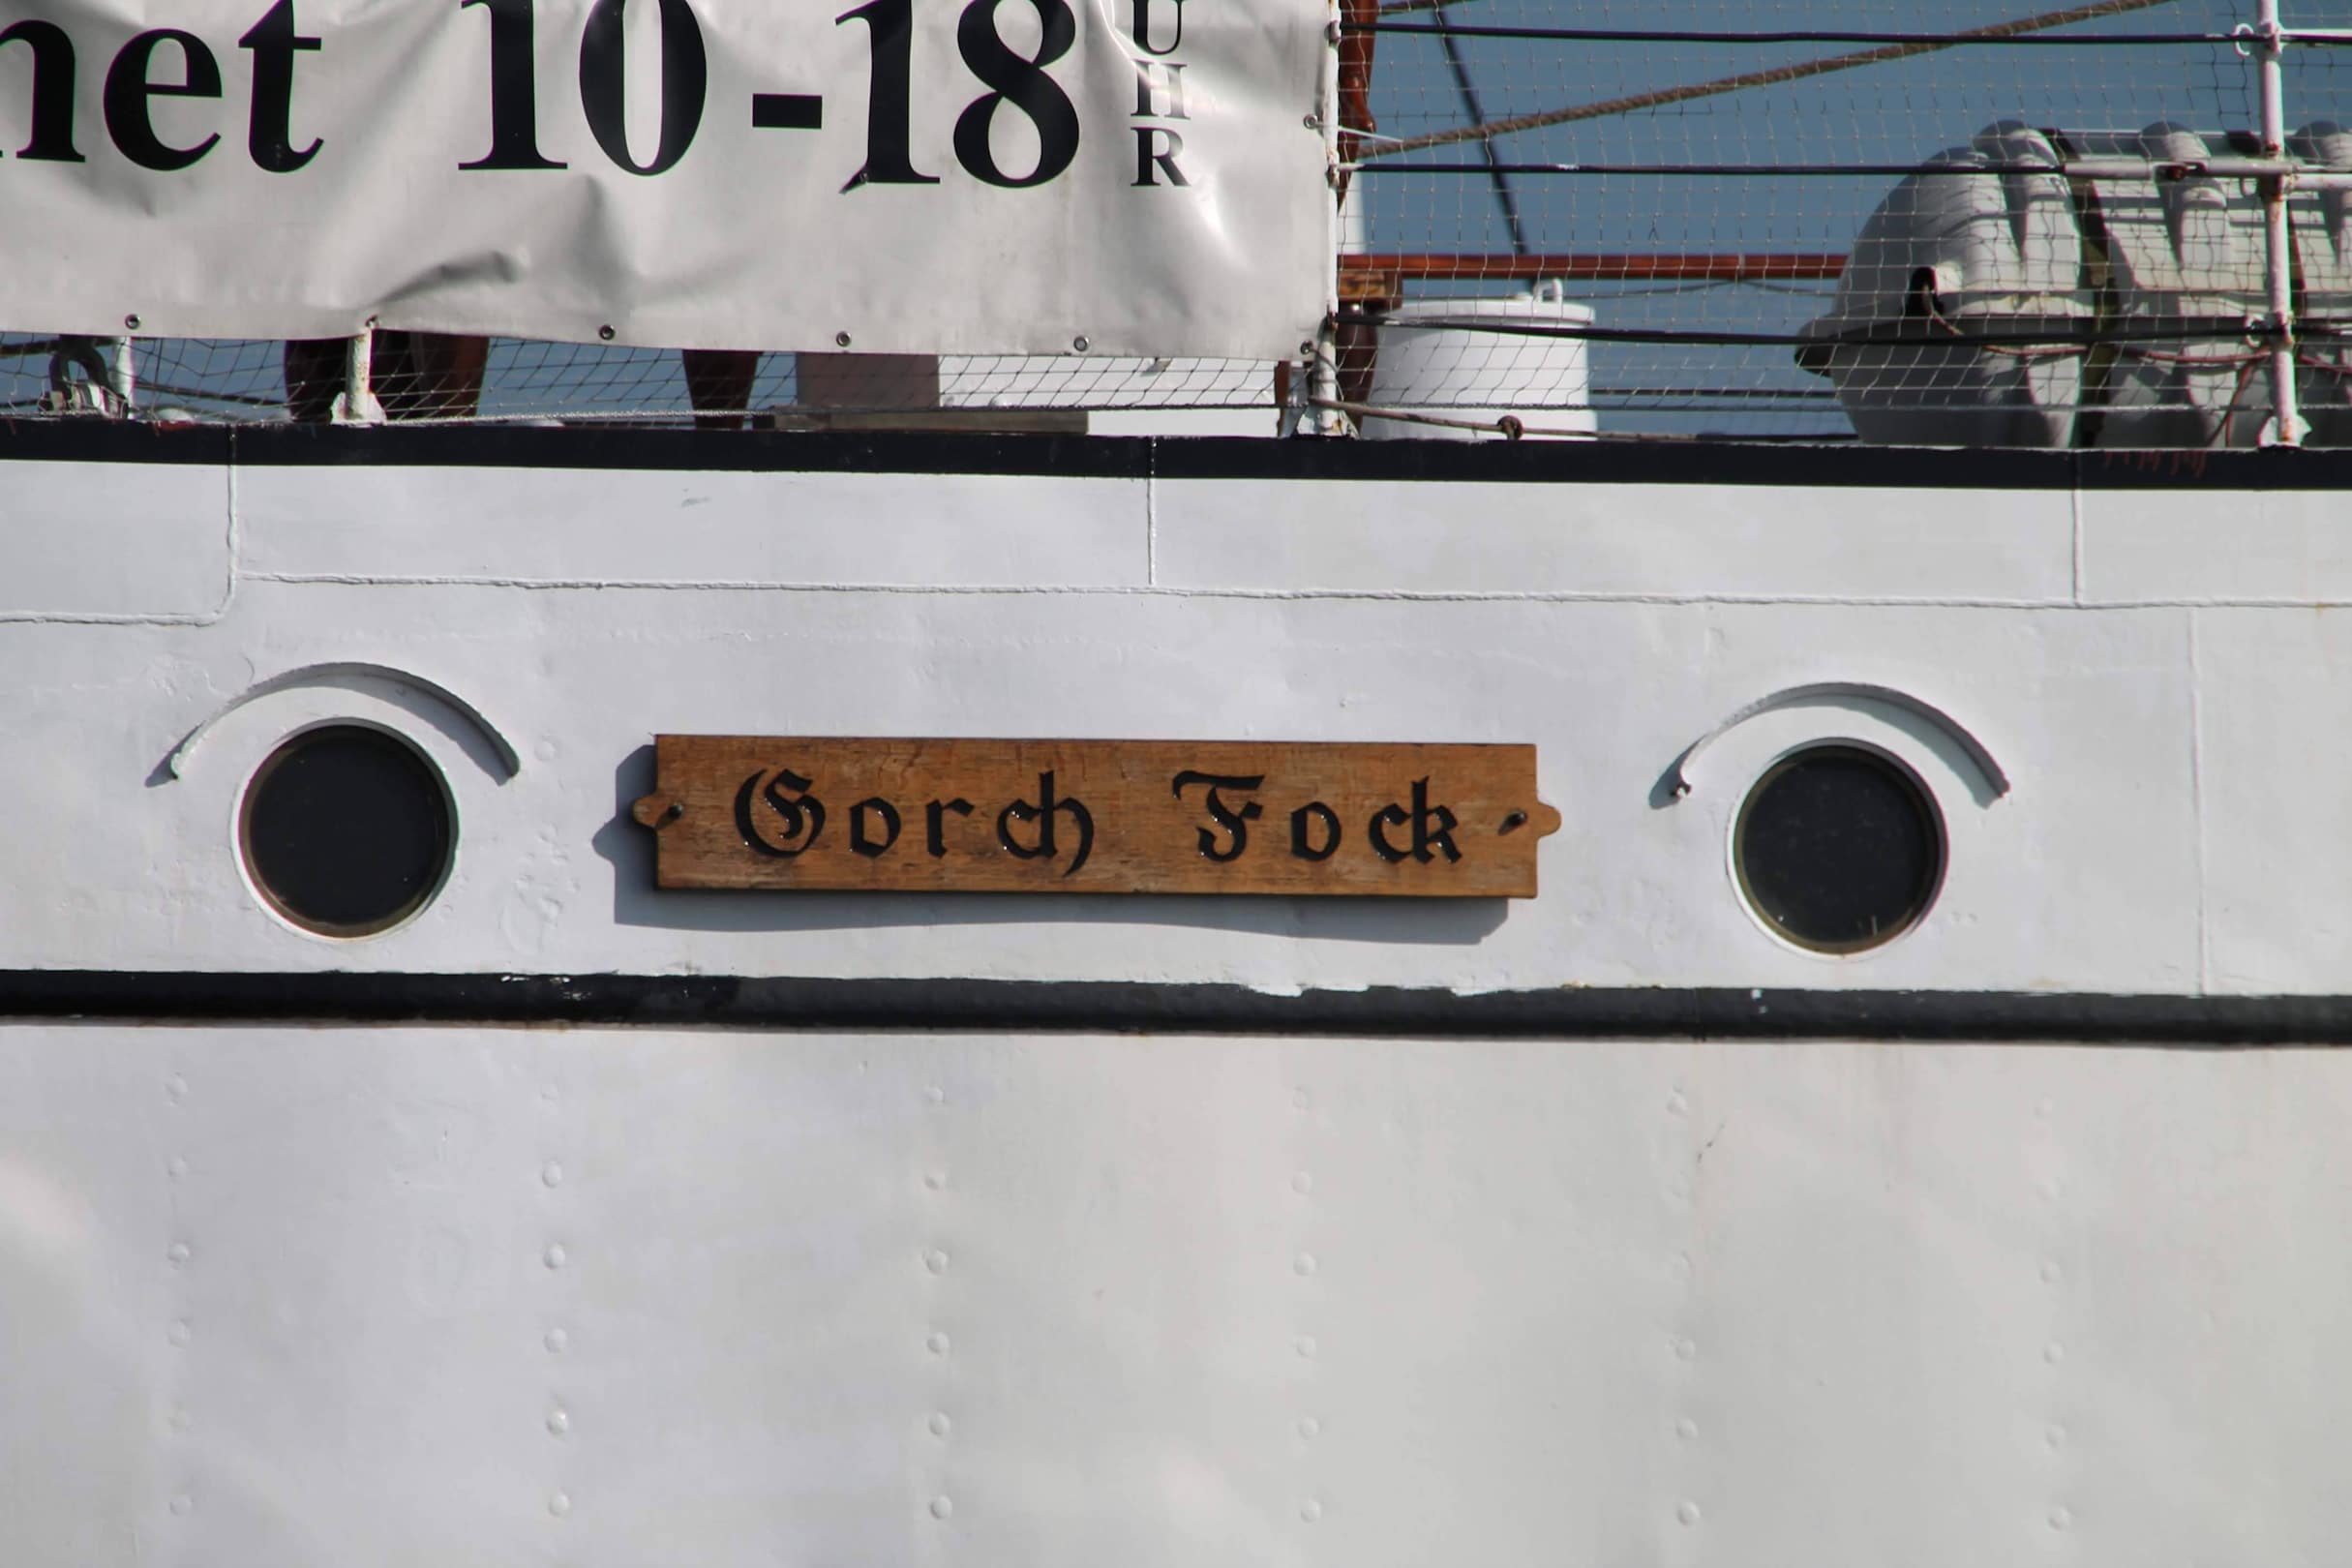 net 10-18 UHR
Gorch Fock